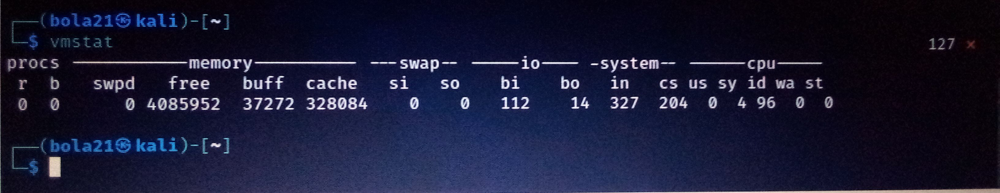 ┌──(bola21㉿kali)-[~]
└─$ vmstat 127 ⨯
procs -----------memory---------- ---swap-- -----io---- -system-- ------cpu-----
r b swpd free buff cache si so bi bo in cs us sy id wa st
0 0 0 4085952 37272 328084 0 0 112 14 327 204 0 4 96 0 0
┌──(bola21㉿kali)-[~]
└─$